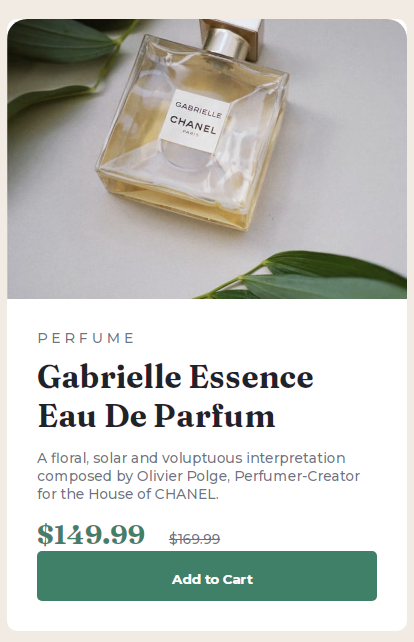 GABRIELLE
CHANEL
PARIS
PERFUME
Gabrielle Essence
Eau De Parfum
A floral, solar and voluptuous interpretation
composed by Olivier Polge, Perfumer-Creator
for the House of CHANEL.
$149.99 $169.99
Add to Cart